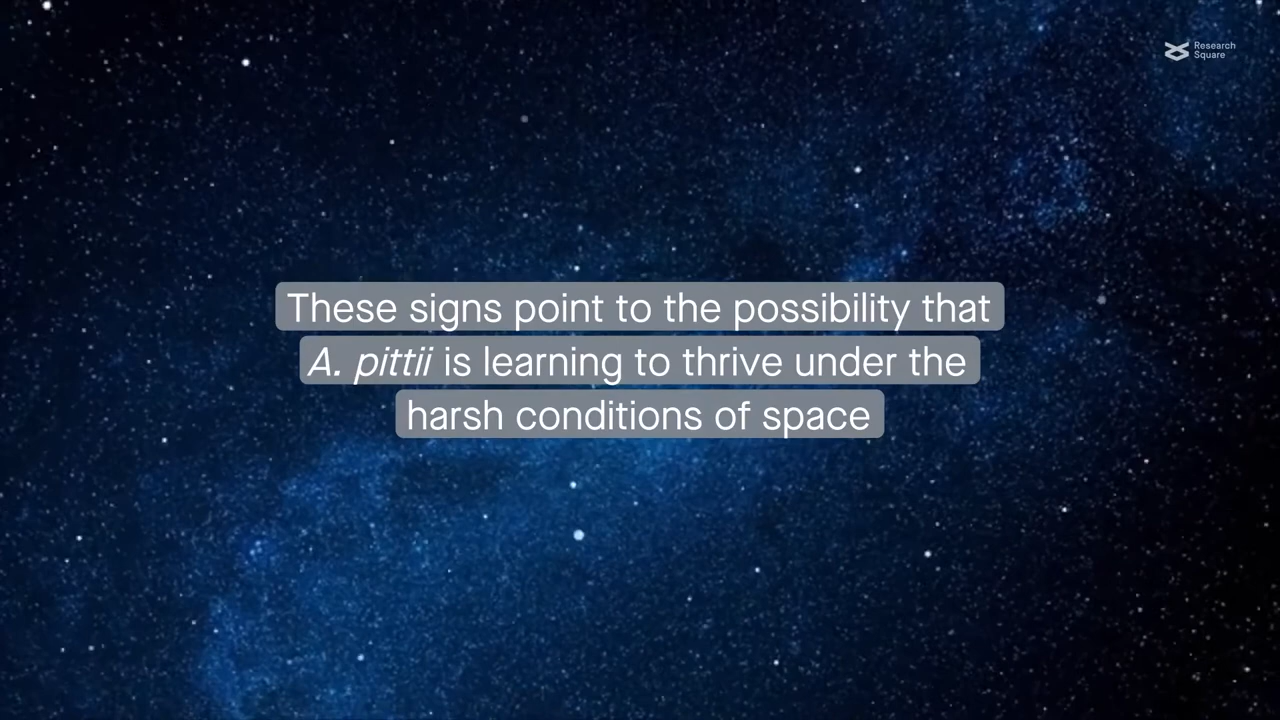 Research
Square
These signs point to the possibility that
A. pittii is learning to thrive under the
harsh conditions of space